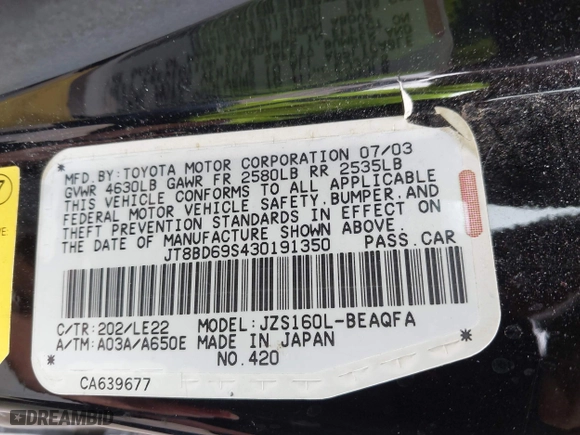 7
MFD.BY:TOYOTA MOTOR CORPORATION 07/03
GVWR 4630LB GAWR FR 2580LB RR 2535LB
THIS VEHICLE CONFORMS TO ALL APPLICABLE
FEDERAL MOTOR VEHICLE SAFETY,BUMPER,AND
THEFT PREVENTION STANDARDS IN EFFECT ON
THE DATE OF MANUFACTURE SHOWN ABOVE.
JT8BD69S430191350 PASS.CAR
C/TR:202/LE22 MODEL:JZS160L-BEAQFA
A/TM:A03A/A650E MADE IN JAPAN
NO.420
CA639677
DREAMBID